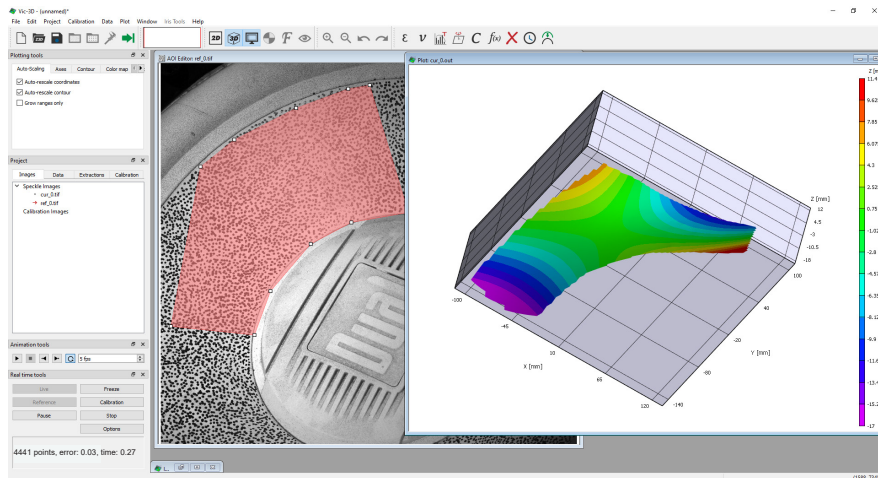 Vic-3D - (unnamed)*
File Edit Project Calibration Data Plot Window Iris Tools Help
2D 3D F ε ν C f(x) X
Plotting tools
Auto-Scaling Axes Contour Color map
Auto-rescale coordinates
Auto-rescale contour
Grow ranges only
Project
Images Data Extractions Calibration
Speckle Images
cur_0.tif
ref_0.tif
Calibration Images
Animation tools
5 fps
Real time tools
Live Freeze
Reference Calibration
Pause Stop
Options
4441 points, error: 0.03, time: 0.27
AOI Editor: ref_0.tif
DUAL
Plot: cur_0.out
Z [m
11.4
9.625
7.85
6.075
4.3
2.525
0.75
-1.02
-2.8
-4.57
-6.35
-8.12
-9.9
-11.6
-13.4
-15.2
-17
Z [mm]
12
4.5
-3
-10.5
-18
100
40
-20
-80
-140
Y [mm]
-100
-45
10
65
120
X [mm]